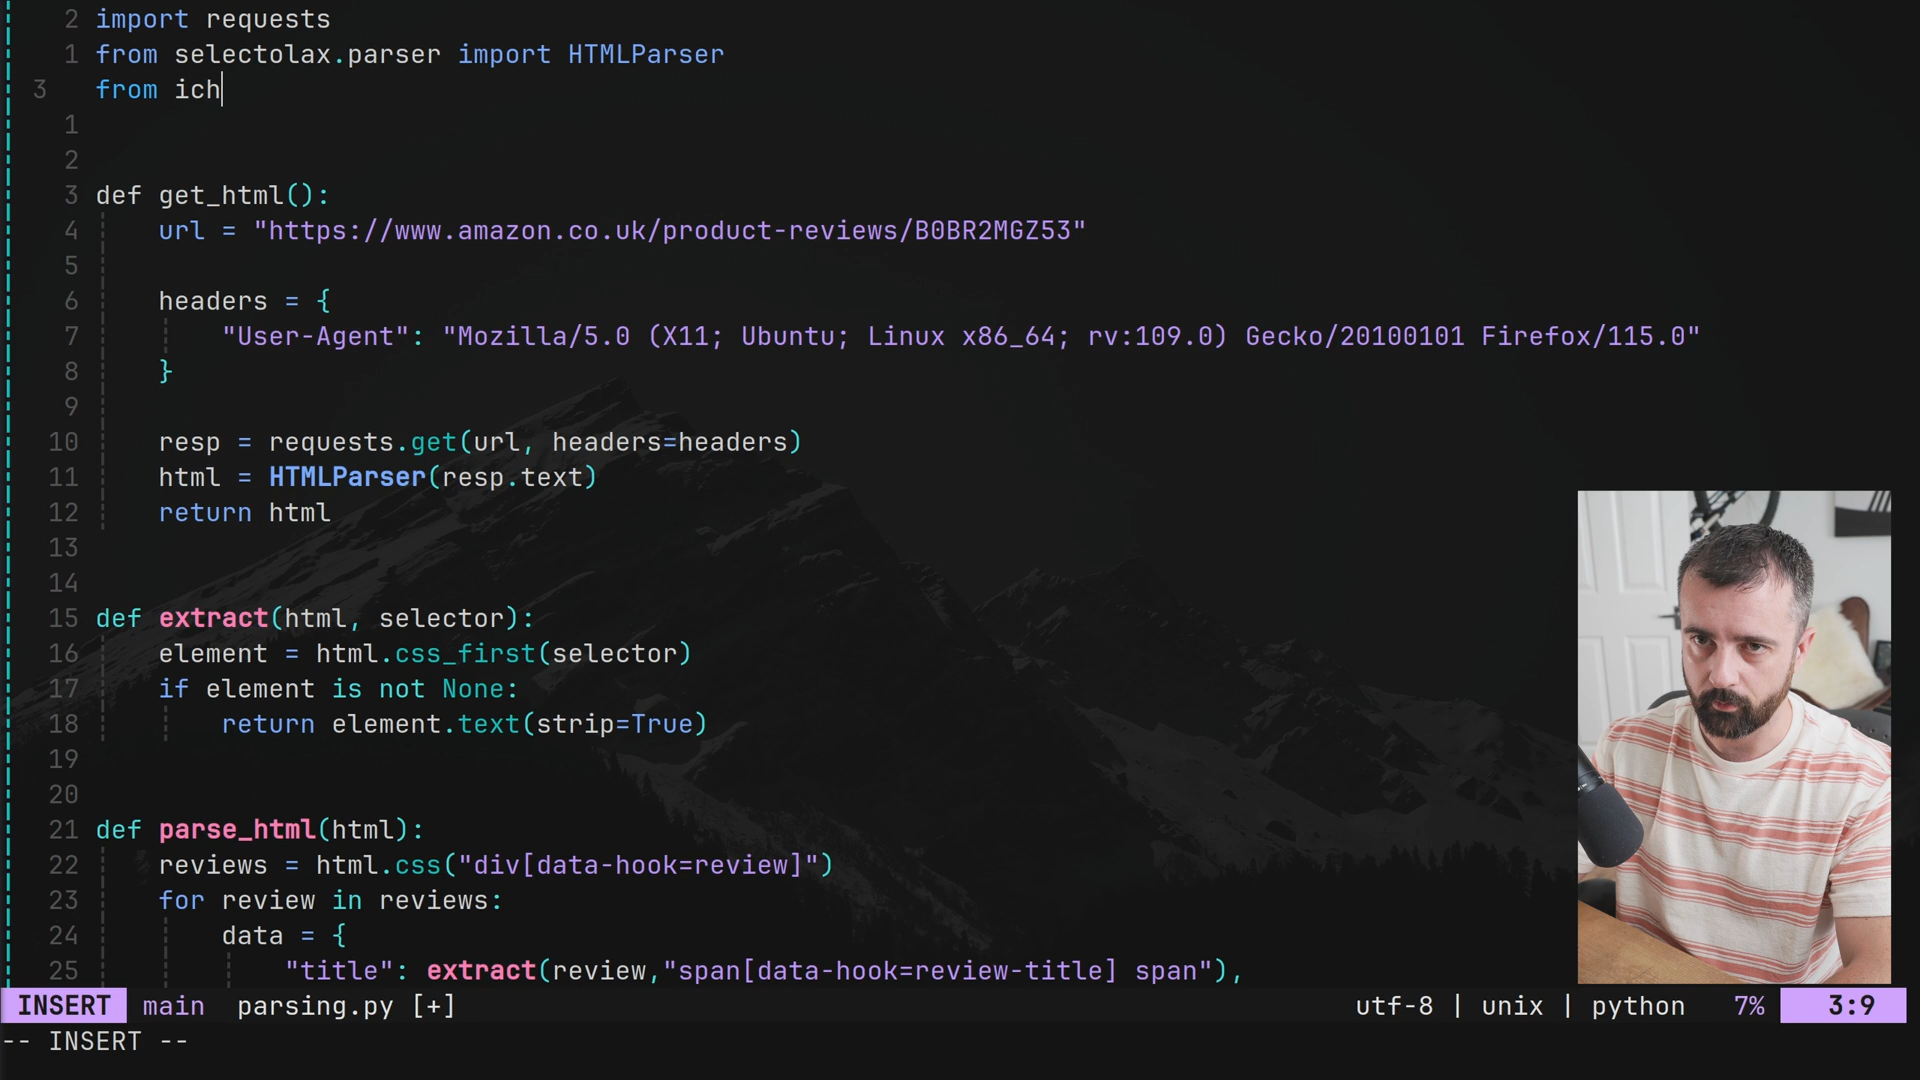 2 import requests
1 from selectolax.parser import HTMLParser
3 from ich
1
2
3 def get_html():
4 url = "https://www.amazon.co.uk/product-reviews/B0BR2MGZ53"
5
6 headers = {
7 "User-Agent": "Mozilla/5.0 (X11; Ubuntu; Linux x86_64; rv:109.0) Gecko/20100101 Firefox/115.0"
8 }
9
10 resp = requests.get(url, headers=headers)
11 html = HTMLParser(resp.text)
12 return html
13
14
15 def extract(html, selector):
16 element = html.css_first(selector)
17 if element is not None:
18 return element.text(strip=True)
19
20
21 def parse_html(html):
22 reviews = html.css("div[data-hook=review]")
23 for review in reviews:
24 data = {
25 "title": extract(review,"span[data-hook=review-title] span"),
INSERT main parsing.py [+] utf-8 | unix | python 7% 3:9
-- INSERT --